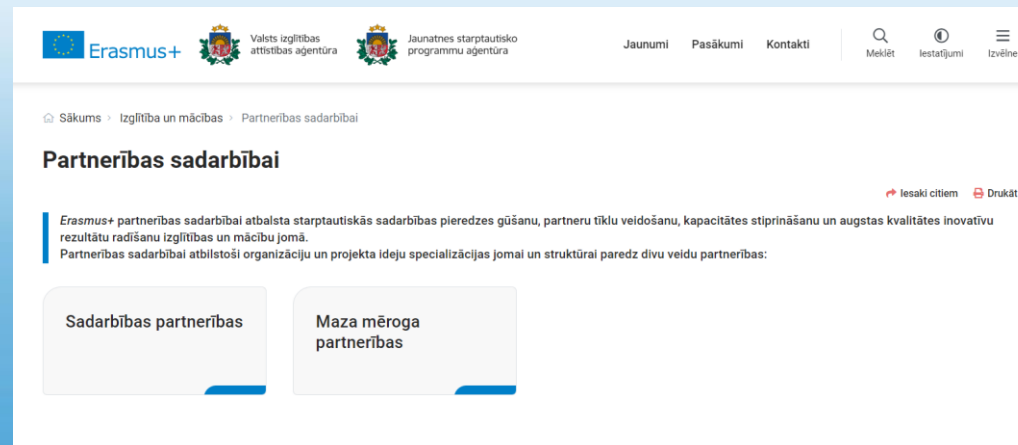 Erasmus+
Valsts izglītības
attīstības aģentūra
Jaunatnes starptautisko
programmu aģentūra
Jaunumi
Pasākumi
Kontakti
Meklēt
Iestatījumi
Izvēlne
Sākums > Izglītība un mācības > Partnerības sadarbībai
Partnerības sadarbībai
Iesaki citiem
Drukāt
Erasmus+ partnerības sadarbībai atbalsta starptautiskās sadarbības pieredzes gūšanu, partneru tīklu veidošanu, kapacitātes stiprināšanu un augstas kvalitātes inovatīvu
rezultātu radīšanu izglītības un mācību jomā.
Partnerības sadarbībai atbilstoši organizāciju un projekta ideju specializācijas jomai un struktūrai paredz divu veidu partnerības:
Sadarbības partnerības
Maza mēroga
partnerības